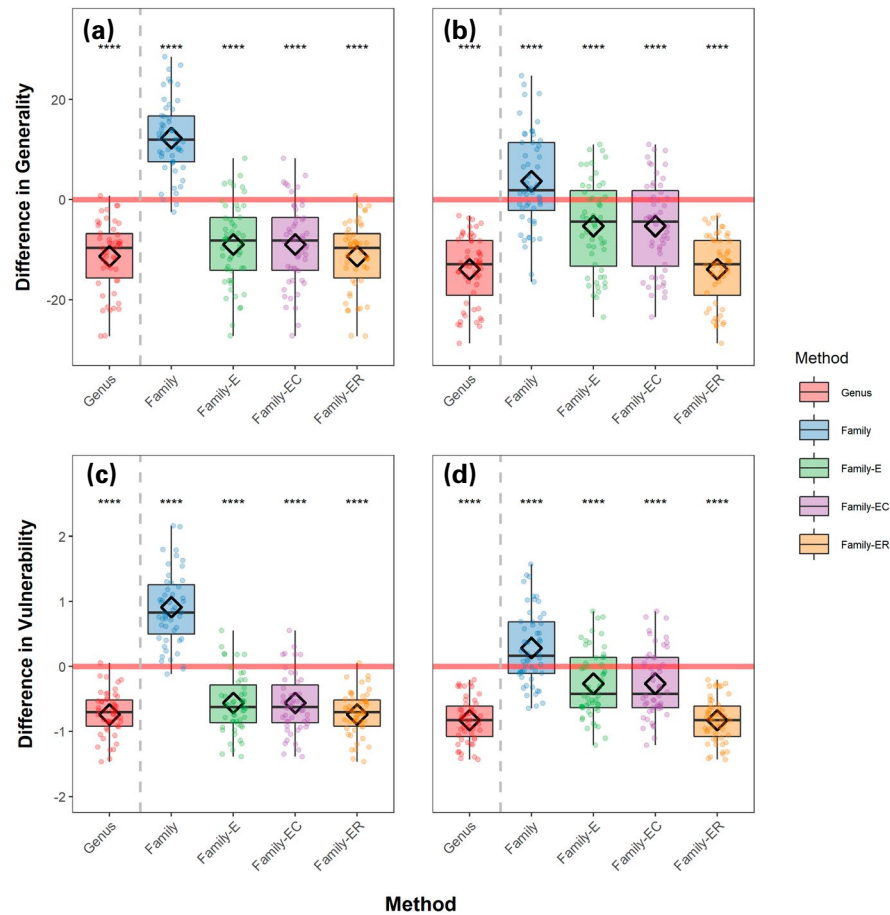 (a)
(b)
**** **** **** **** ****
**** **** **** **** ****
Difference in Generality
20
0
-20
Genus Family Family-E Family-EC Family-ER
Genus Family Family-E Family-EC Family-ER
Method
Genus
Family
Family-E
Family-EC
Family-ER
(c)
(d)
**** **** **** **** ****
**** **** **** **** ****
Difference in Vulnerability
2
1
0
-1
-2
Genus Family Family-E Family-EC Family-ER
Genus Family Family-E Family-EC Family-ER
Method